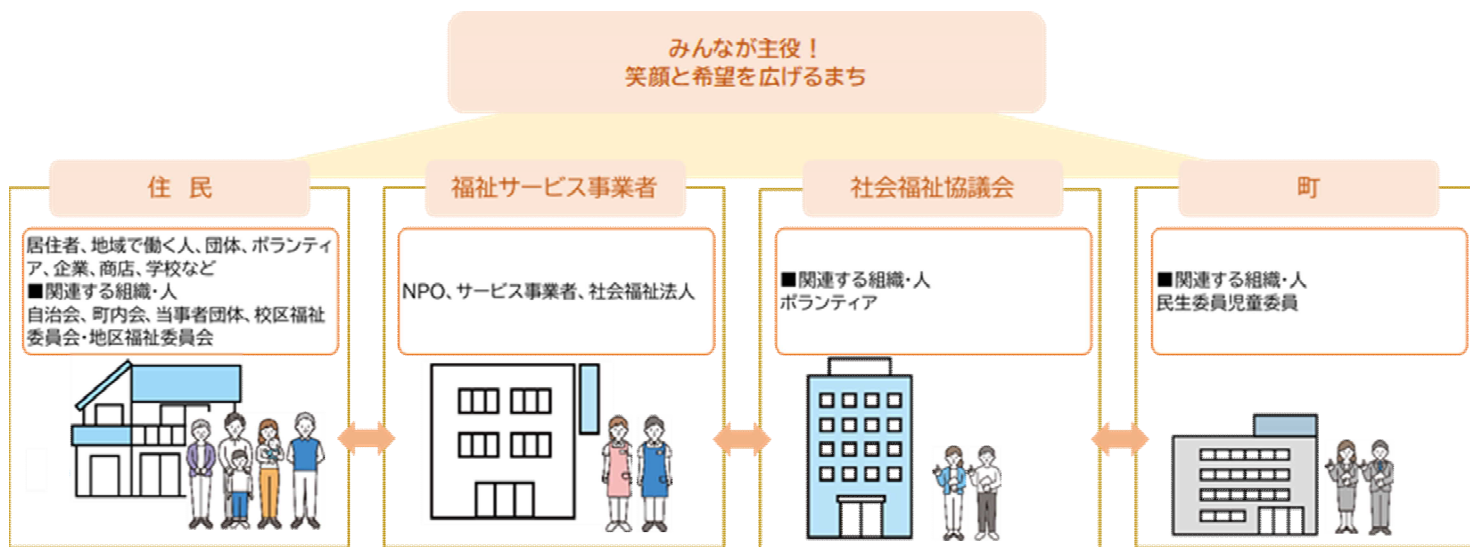 みんなが主役！
笑顔と希望を広げるまち
住　民
居住者、地域で働く人、団体、ボランティ
ア、企業、商店、学校など
■関連する組織・人
自治会、町内会、当事者団体、校区福祉
委員会・地区福祉委員会
福祉サービス事業者
NPO、サービス事業者、社会福祉法人
社会福祉協議会
■関連する組織・人
ボランティア
町
■関連する組織・人
民生委員児童委員